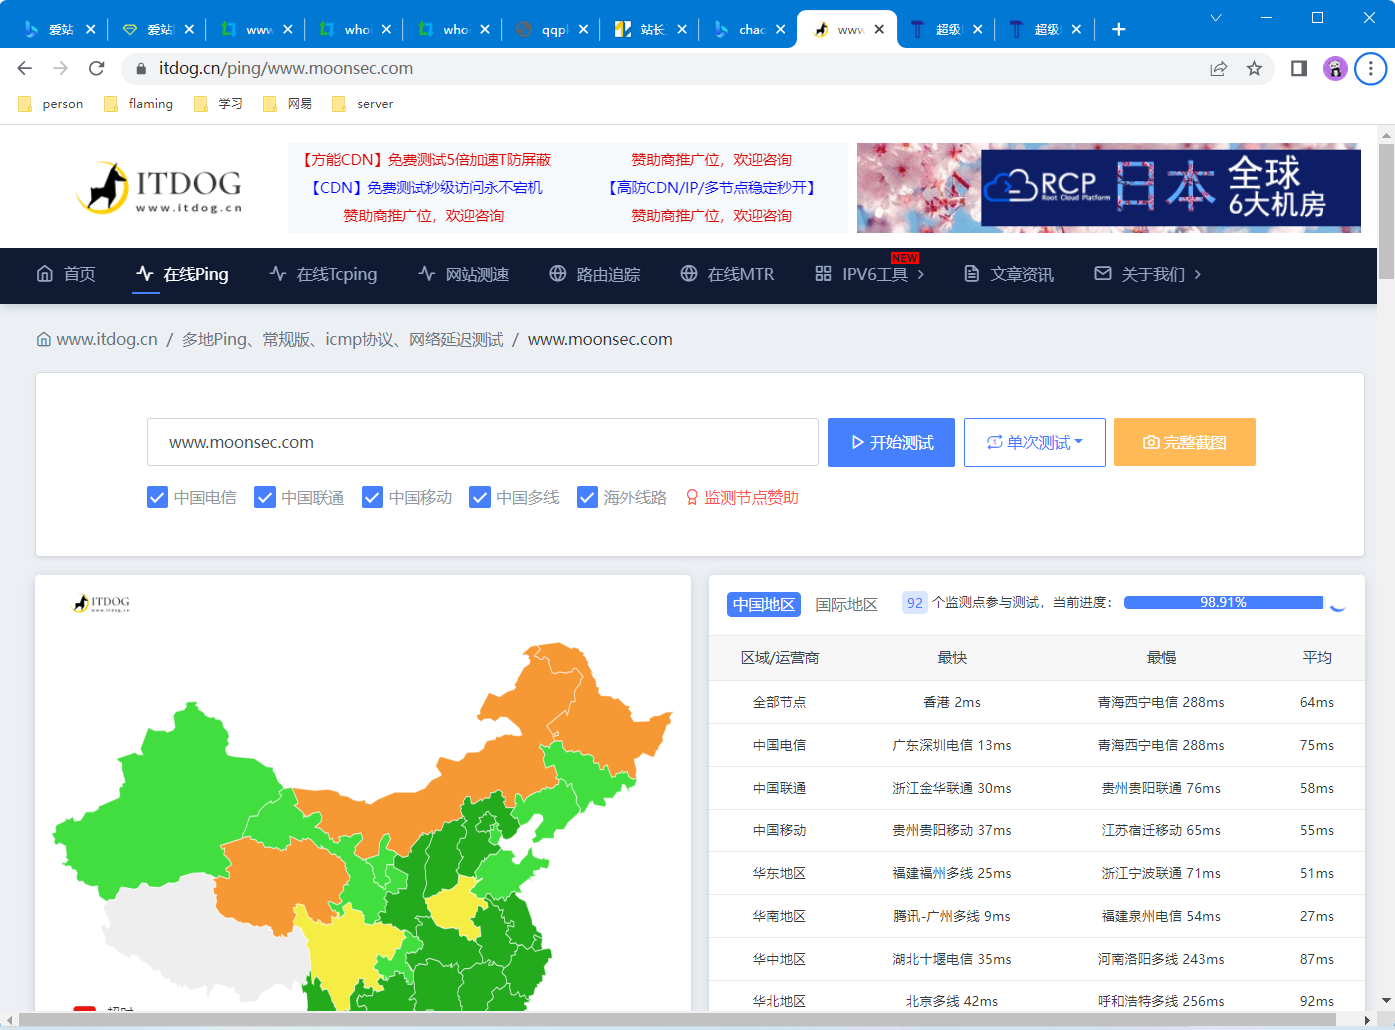 爱站 爱站 www whoi whoi qqpl 站长 chao www 超级 超级
itdog.cn/ping/www.moonsec.com
person flaming 学习 网易 server
ITDOG
www.itdog.cn
【方能CDN】免费测试5倍加速T防屏蔽 赞助商推广位，欢迎咨询
【CDN】免费测试秒级访问永不宕机 【高防CDN/IP/多节点稳定秒开】
赞助商推广位，欢迎咨询 赞助商推广位，欢迎咨询
RCP Root Cloud Platform 日本 全球
6大机房
首页 在线Ping 在线Tcping 网站测速 路由追踪 在线MTR IPV6工具 NEW 文章资讯 关于我们
www.itdog.cn / 多地Ping、常规版、icmp协议、网络延迟测试 / www.moonsec.com
www.moonsec.com 开始测试 单次测试 完整截图
中国电信 中国联通 中国移动 中国多线 海外线路 监测节点赞助
ITDOG
www.itdog.cn
中国地区 国际地区 92 个监测点参与测试，当前进度： 98.91%
区域/运营商 最快 最慢 平均
全部节点 香港 2ms 青海西宁电信 288ms 64ms
中国电信 广东深圳电信 13ms 青海西宁电信 288ms 75ms
中国联通 浙江金华联通 30ms 贵州贵阳联通 76ms 58ms
中国移动 贵州贵阳移动 37ms 江苏宿迁移动 65ms 55ms
华东地区 福建福州多线 25ms 浙江宁波联通 71ms 51ms
华南地区 腾讯-广州多线 9ms 福建泉州电信 54ms 27ms
华中地区 湖北十堰电信 35ms 河南洛阳多线 243ms 87ms
华北地区 北京多线 42ms 呼和浩特多线 256ms 92ms